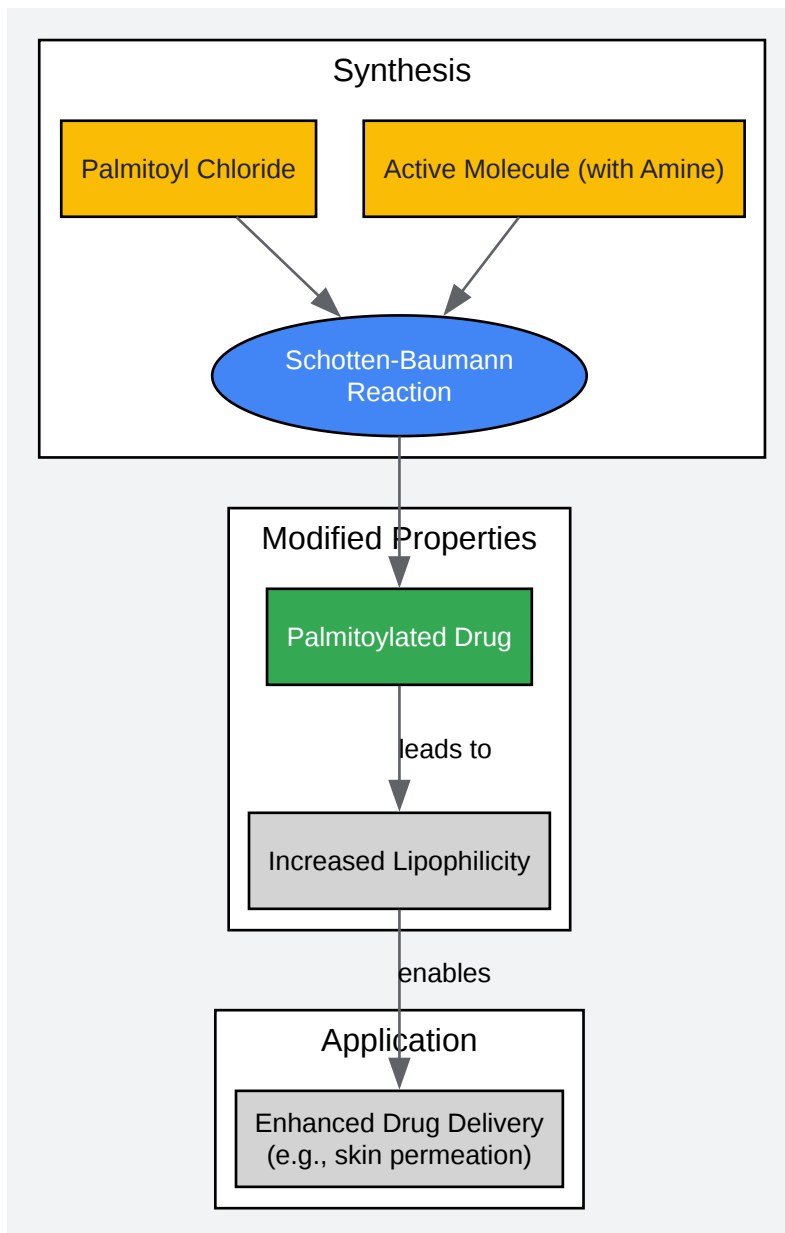 Synthesis
Palmitoyl Chloride
Active Molecule (with Amine)
Schotten-Baumann
Reaction
Modified Properties
Palmitoylated Drug
leads to
Increased Lipophilicity
enables
Application
Enhanced Drug Delivery
(e.g., skin permeation)